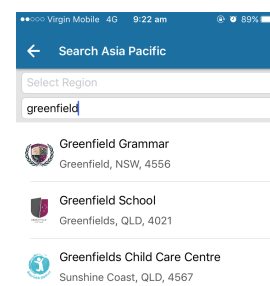 Virgin Mobile 4G 9:22 am 89%
Search Asia Pacific
Select Region
greenfield
Greenfield Grammar
Greenfield, NSW, 4556
Greenfield School
Greenfields, QLD, 4021
Greenfields Child Care Centre
Sunshine Coast, QLD, 4567